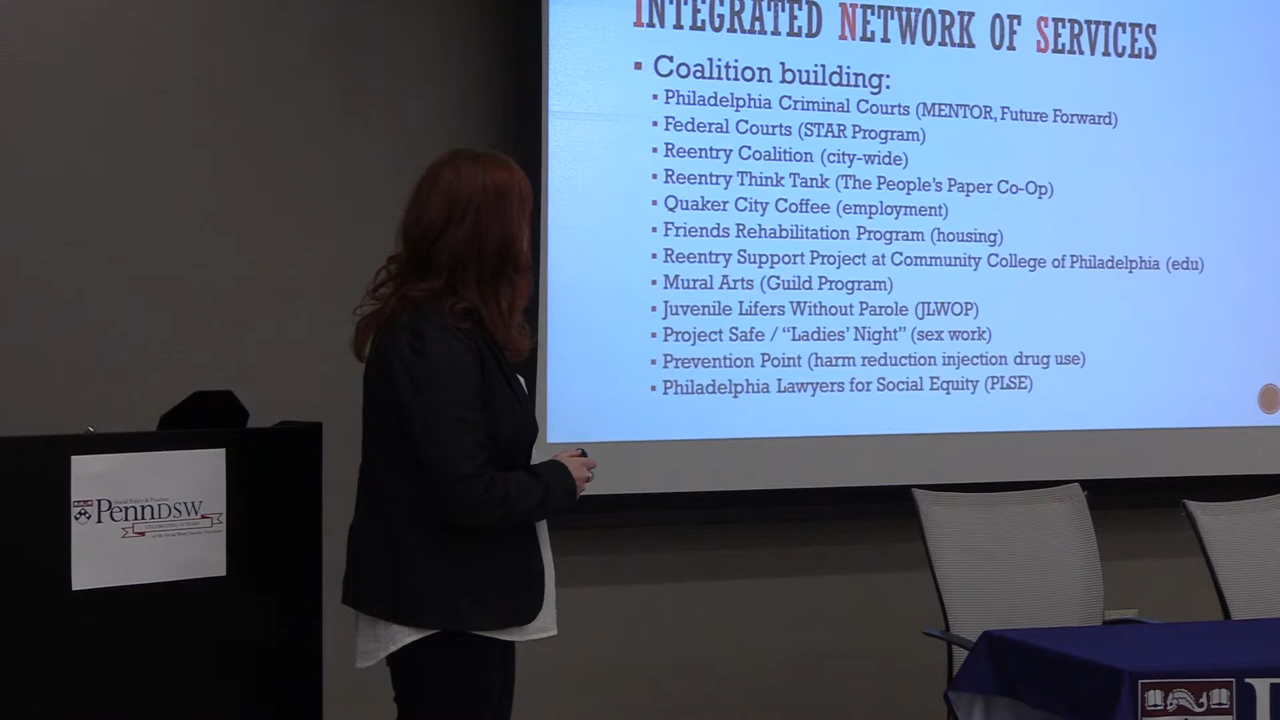 INTEGRATED NETWORK OF SERVICES
▪ Coalition building:
▪ Philadelphia Criminal Courts (MENTOR, Future Forward)
▪ Federal Courts (STAR Program)
▪ Reentry Coalition (city-wide)
▪ Reentry Think Tank (The People's Paper Co-Op)
▪ Quaker City Coffee (employment)
▪ Friends Rehabilitation Program (housing)
▪ Reentry Support Project at Community College of Philadelphia (edu)
▪ Mural Arts (Guild Program)
▪ Juvenile Lifers Without Parole (JLWOP)
▪ Project Safe / “Ladies' Night” (sex work)
▪ Prevention Point (harm reduction injection drug use)
▪ Philadelphia Lawyers for Social Equity (PLSE)
Social Policy & Practice
PennDSW